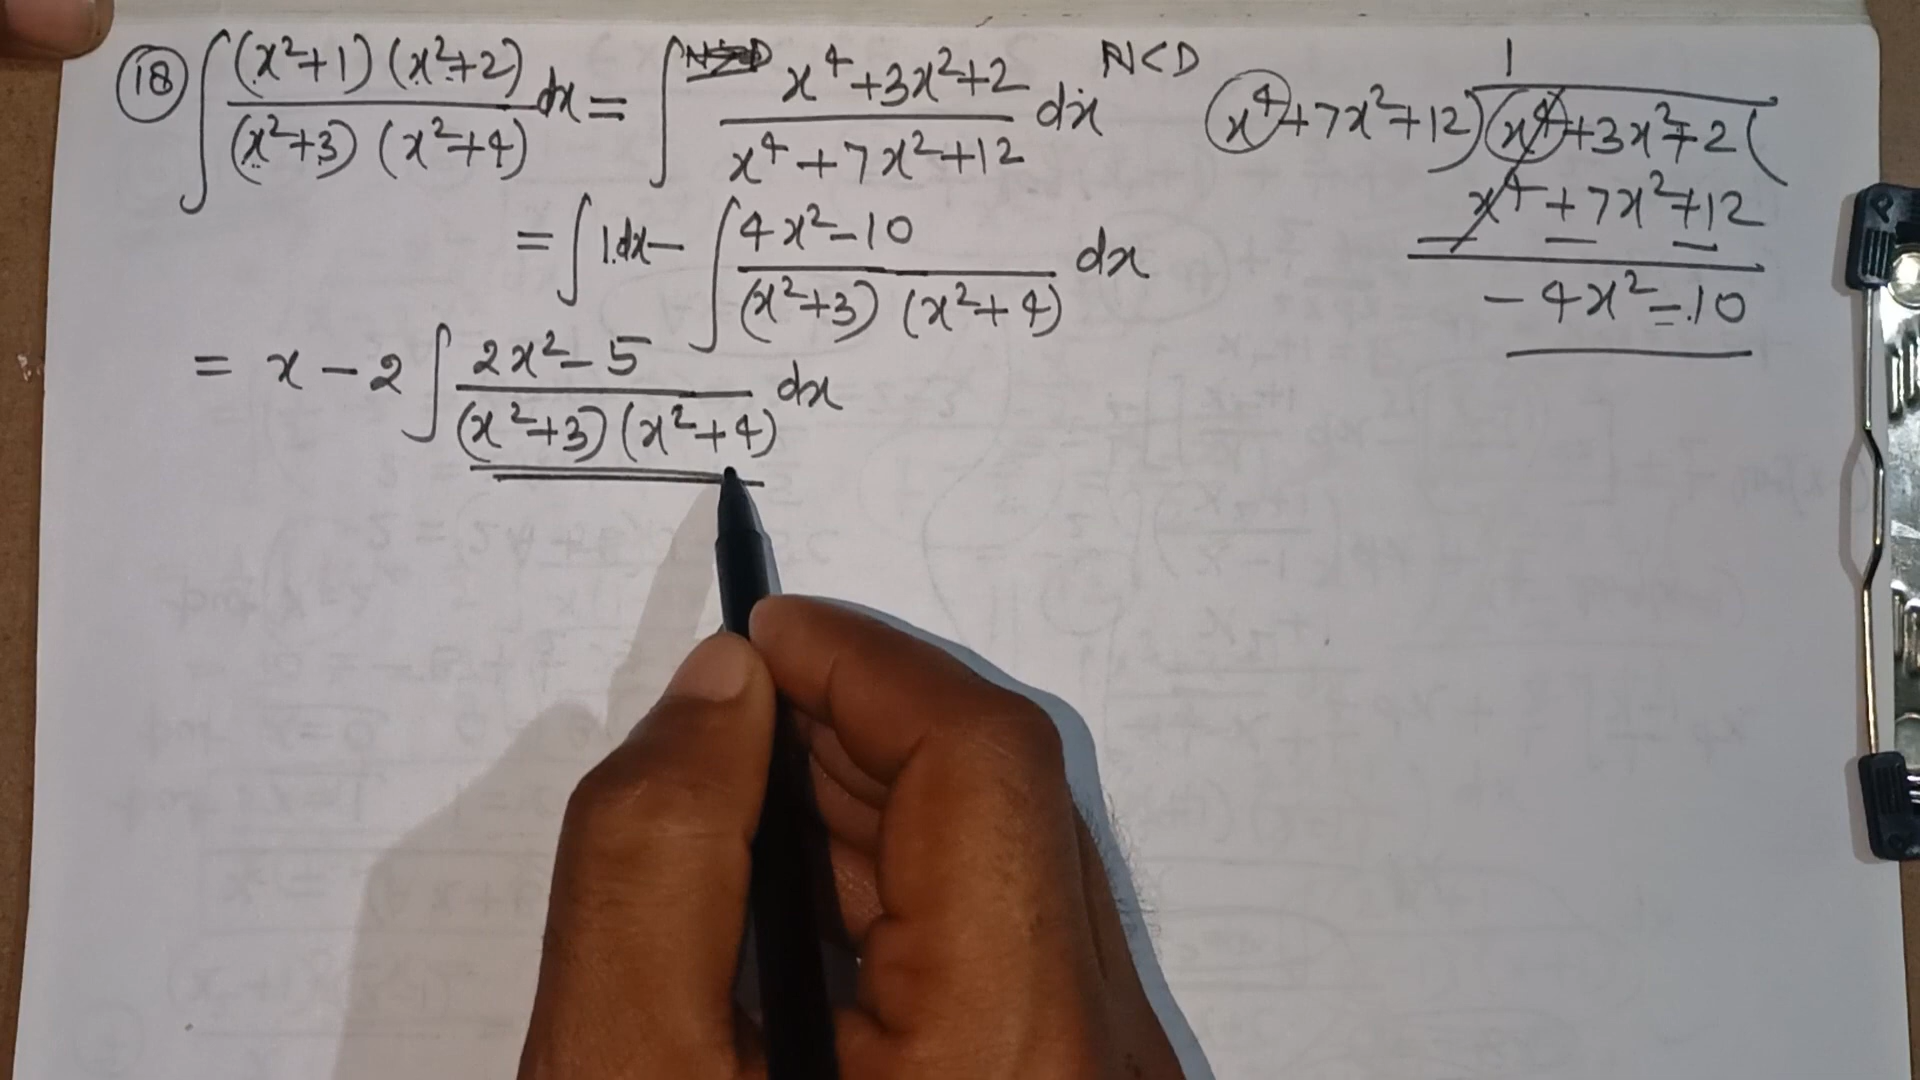 18 ∫ (x²+1) (x²+2) / (x²+3) (x²+4) dx = ∫ x⁴+3x²+2 / x⁴+7x²+12 dx N<D
= ∫ 1.dx − ∫ 4x²−10 / (x²+3) (x²+4) dx
= x − 2 ∫ 2x²−5 / (x²+3) (x²+4) dx
1
x⁴+7x²+12) x⁴+3x²+2 (
x⁴+7x²+12
− − −
−4x²−10